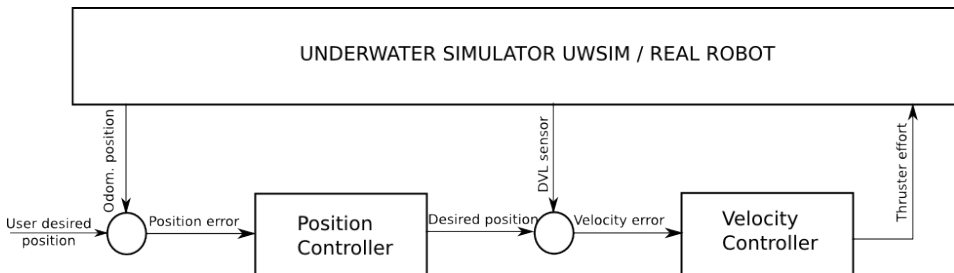 UNDERWATER SIMULATOR UWSIM / REAL ROBOT
Odom. position
DVL sensor
Thruster effort
User desired
position
Position error
Position
Controller
Desired position
Velocity error
Velocity
Controller